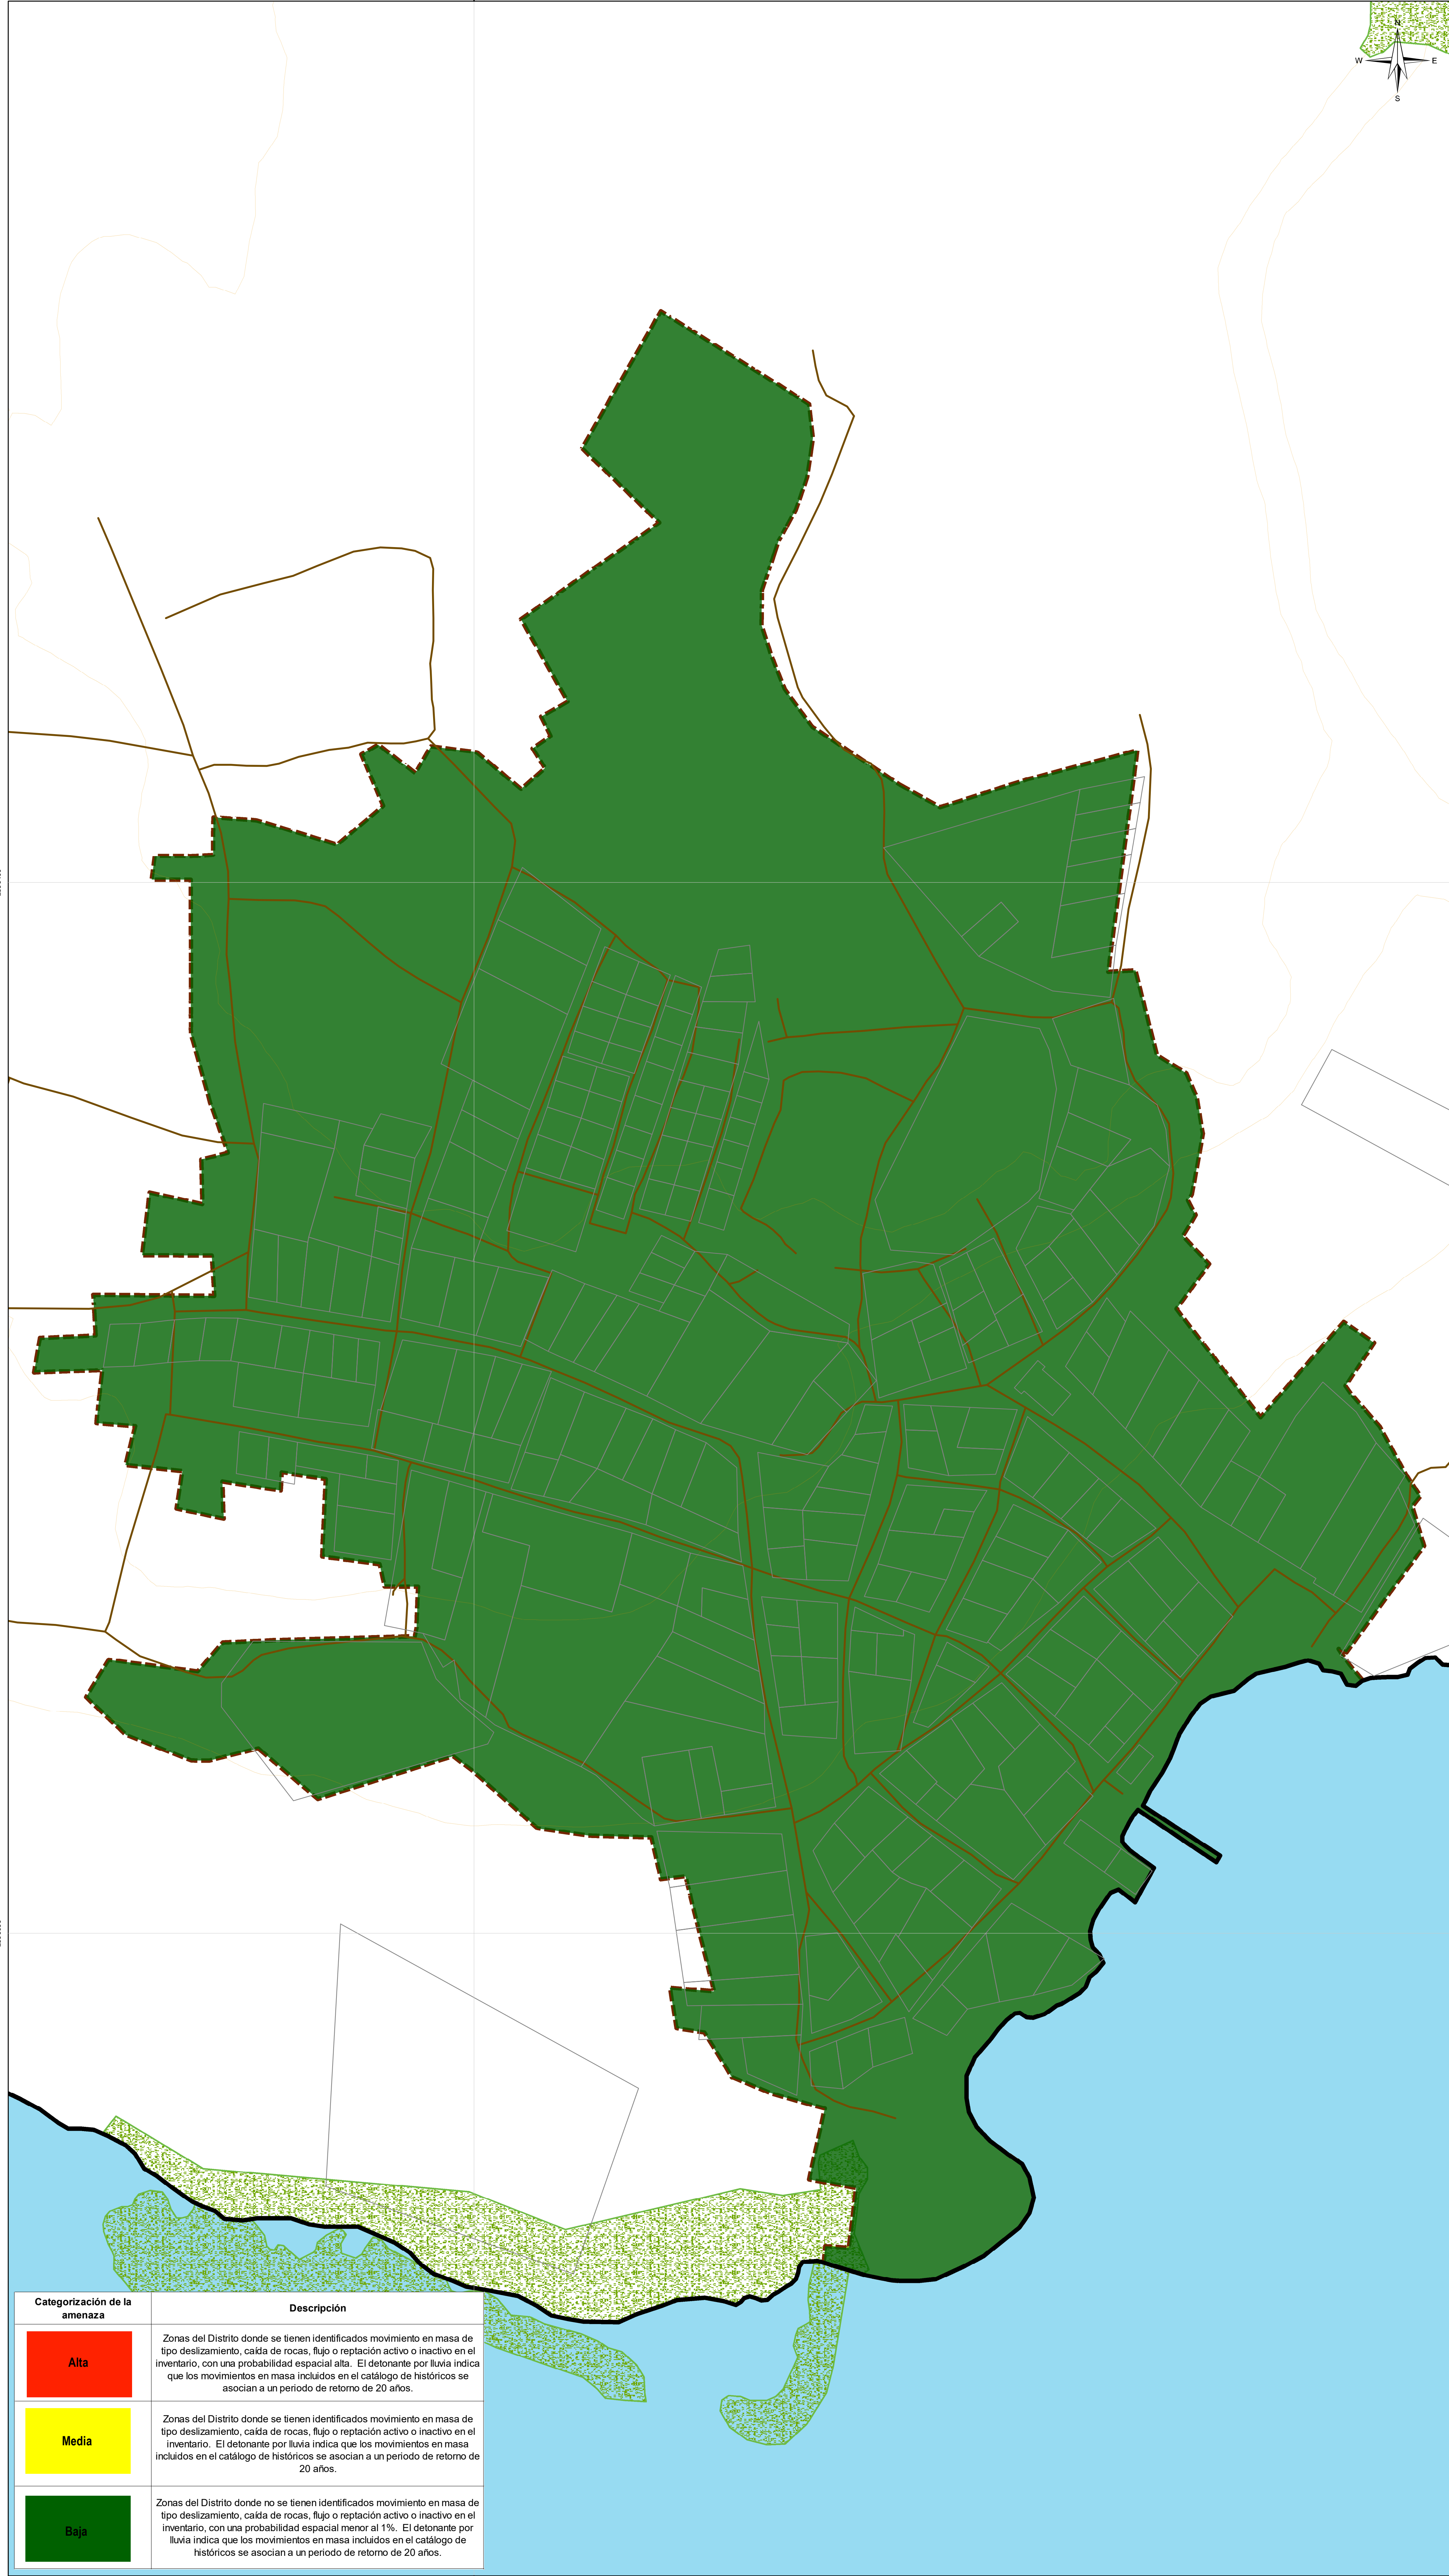 N
W E
S
Categorización de la
amenaza
Descripción
Alta
Zonas del Distrito donde se tienen identificados movimiento en masa de
tipo deslizamiento, caída de rocas, flujo o reptación activo o inactivo en el
inventario, con una probabilidad espacial alta. El detonante por lluvia indica
que los movimientos en masa incluidos en el catálogo de históricos se
asocian a un periodo de retorno de 20 años.
Media
Zonas del Distrito donde se tienen identificados movimiento en masa de
tipo deslizamiento, caída de rocas, flujo o reptación activo o inactivo en el
inventario. El detonante por lluvia indica que los movimientos en masa
incluidos en el catálogo de históricos se asocian a un periodo de retorno de
20 años.
Baja
Zonas del Distrito donde no se tienen identificados movimiento en masa de
tipo deslizamiento, caída de rocas, flujo o reptación activo o inactivo en el
inventario, con una probabilidad espacial menor al 1%. El detonante por
lluvia indica que los movimientos en masa incluidos en el catálogo de
históricos se asocian a un periodo de retorno de 20 años.